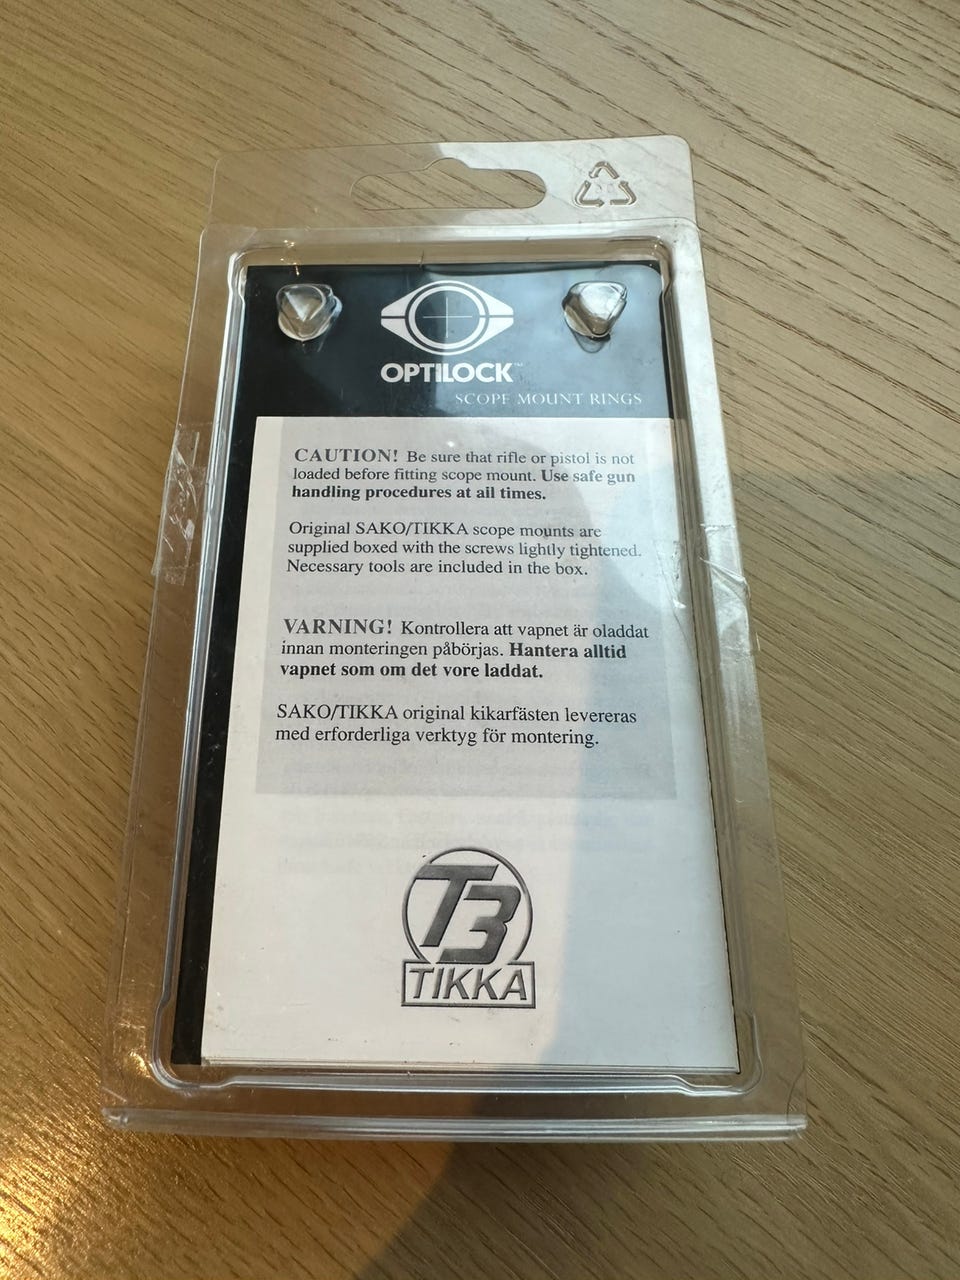 OPTILOCK™
SCOPE MOUNT RINGS
CAUTION! Be sure that rifle or pistol is not
loaded before fitting scope mount. Use safe gun
handling procedures at all times.
Original SAKO/TIKKA scope mounts are
supplied boxed with the screws lightly tightened.
Necessary tools are included in the box.
VARNING! Kontrollera att vapnet är oladdat
innan monteringen påbörjas. Hantera alltid
vapnet som om det vore laddat.
SAKO/TIKKA original kikarfästen levereras
med erforderliga verktyg för montering.
T3
TIKKA